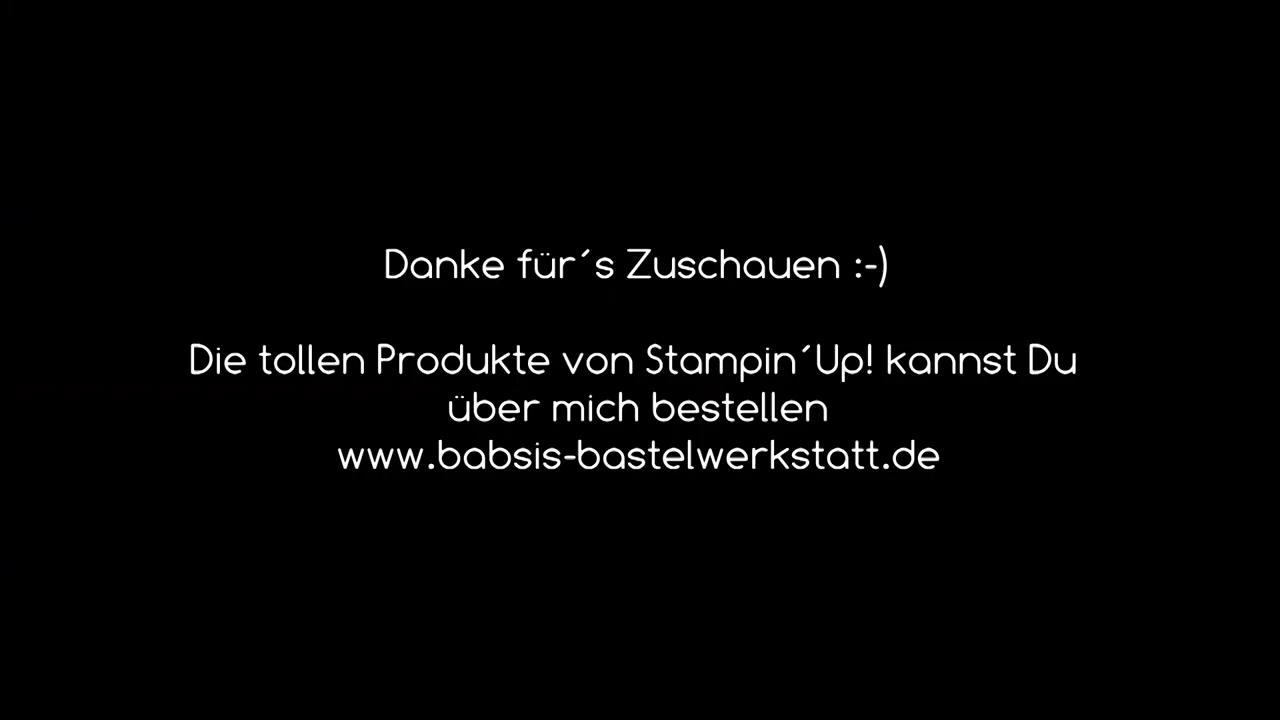 Danke für´s Zuschauen :-)
Die tollen Produkte von Stampin´Up! kannst Du
über mich bestellen
www.babsis-bastelwerkstatt.de